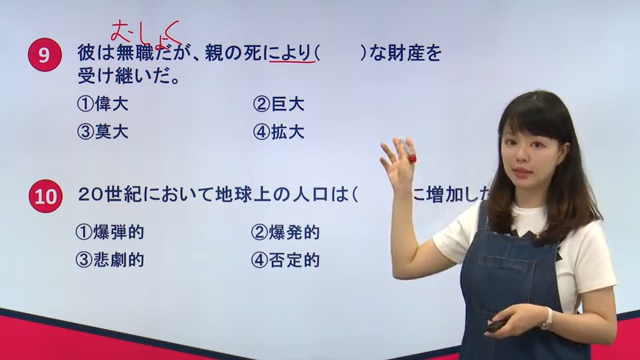 むしょく
9 彼は無職だが、親の死により( )な財産を
受け継いだ。
①偉大 ②巨大
③莫大 ④拡大
10 20世紀において地球上の人口は( に増加した
①爆弾的 ②爆発的
③悲劇的 ④否定的